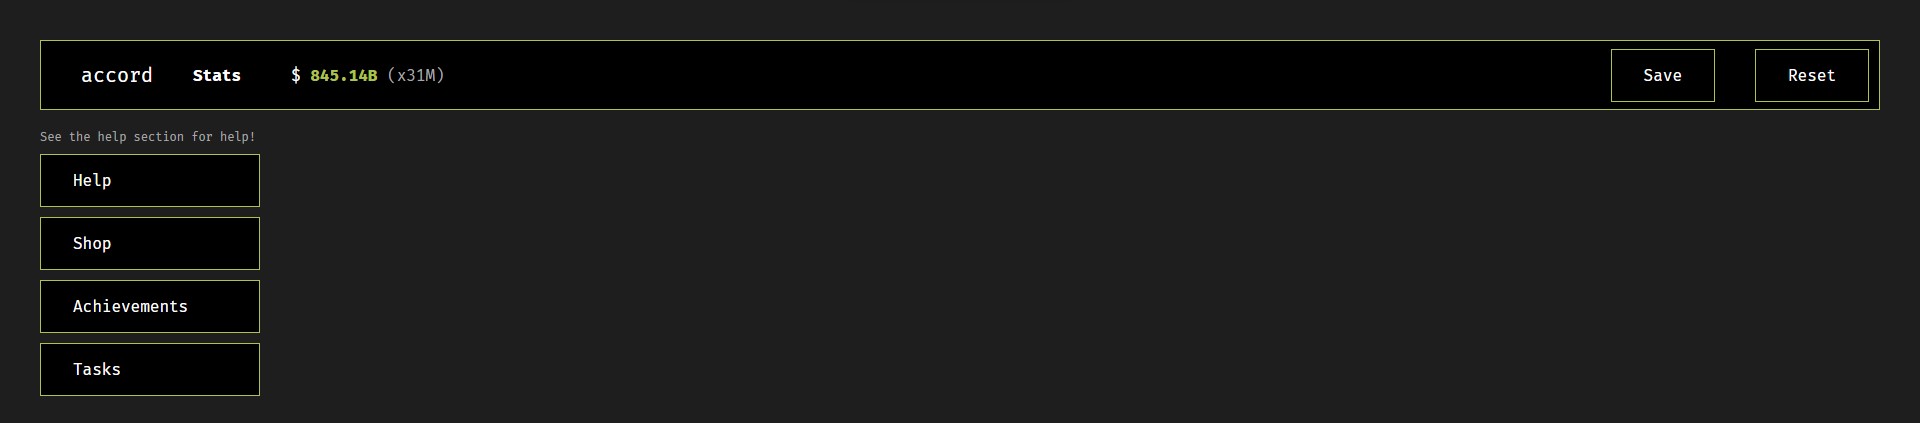 accord Stats $ 845.14B (x31M) Save Reset
See the help section for help!
Help
Shop
Achievements
Tasks